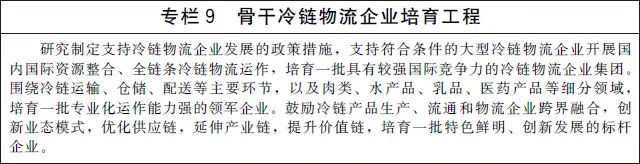 专栏 9 骨干冷链物流企业培育工程
研究制定支持冷链物流企业发展的政策措施，支持符合条件的大型冷链物流企业开展国
内国际资源整合、全链条冷链物流运作，培育一批具有较强国际竞争力的冷链物流企业集团。
围绕冷链运输、仓储、配送等主要环节，以及肉类、水产品、乳品、医药产品等细分领域，
培育一批专业化运作能力强的领军企业。鼓励冷链产品生产、流通和物流企业跨界融合，创
新业态模式，优化供应链，延伸产业链，提升价值链，培育一批特色鲜明、创新发展的标杆
企业。